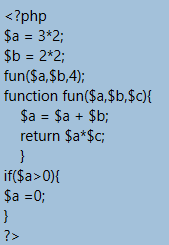 <?php
$a = 3*2;
$b = 2*2;
fun($a,$b,4);
function fun($a,$b,$c){
$a = $a + $b;
return $a*$c;
}
if($a>0){
$a =0;
}
?>